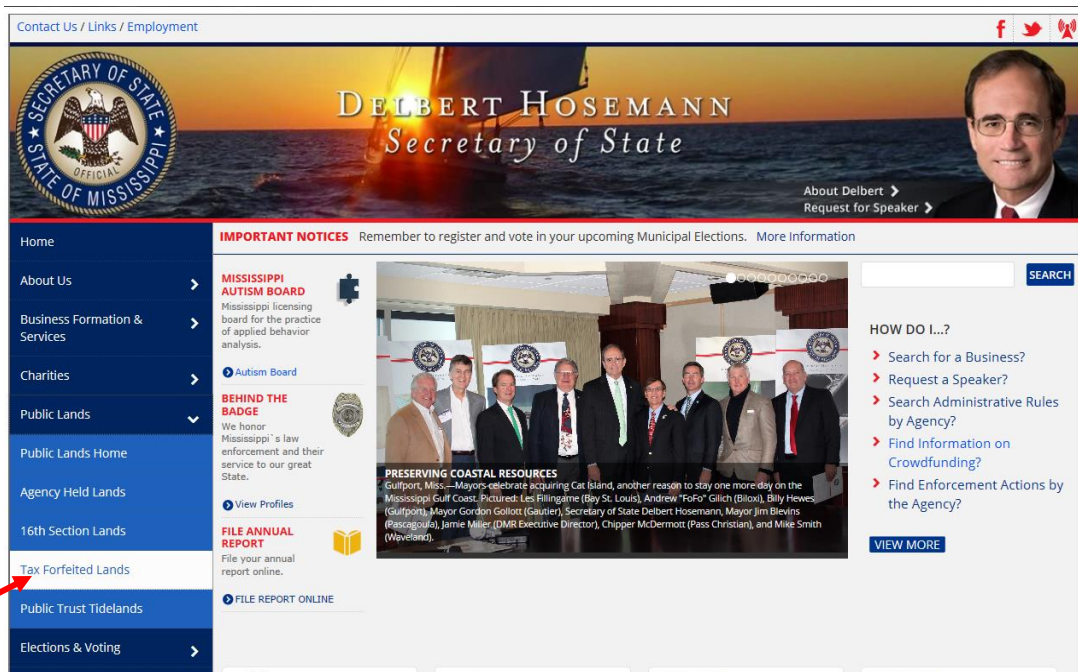 Contact Us / Links / Employment
SECRETARY OF STATE
STATE OF MISSISSIPPI
OFFICIAL
DELBERT HOSEMANN
Secretary of State
About Delbert
Request for Speaker
Home
About Us
Business Formation &
Services
Charities
Public Lands
Public Lands Home
Agency Held Lands
16th Section Lands
Tax Forfeited Lands
Public Trust Tidelands
Elections & Voting
IMPORTANT NOTICES Remember to register and vote in your upcoming Municipal Elections. More Information
MISSISSIPPI
AUTISM BOARD
Mississippi licensing
board for the practice
of applied behavior
analysis.
Autism Board
BEHIND THE
BADGE
We honor
Mississippi`s law
enforcement and their
service to our great
State.
View Profiles
FILE ANNUAL
REPORT
File your annual
report online.
FILE REPORT ONLINE
PRESERVING COASTAL RESOURCES
Gulfport, Miss.—Mayors celebrate acquiring Cat Island, another reason to stay one more day on the
Mississippi Gulf Coast. Pictured: Les Fillingame (Bay St. Louis), Andrew "FoFo" Gilich (Biloxi), Billy Hewes
(Gulfport), Mayor Gordon Gollott (Gautier), Secretary of State Delbert Hosemann, Mayor Jim Blevins
(Pascagoula), Jamie Miller (DMR Executive Director), Chipper McDermott (Pass Christian), and Mike Smith
(Waveland).
SEARCH
HOW DO I...?
Search for a Business?
Request a Speaker?
Search Administrative Rules
by Agency?
Find Information on
Crowdfunding?
Find Enforcement Actions by
the Agency?
VIEW MORE